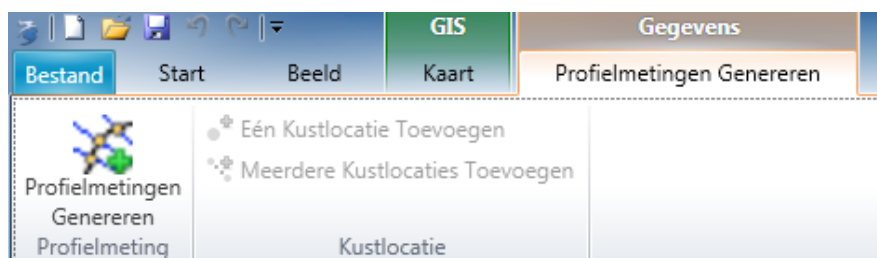 GIS Gegevens
Bestand Start Beeld Kaart Profielmetingen Genereren
Eén Kustlocatie Toevoegen
Meerdere Kustlocaties Toevoegen
Profielmetingen
Genereren
Profielmeting Kustlocatie